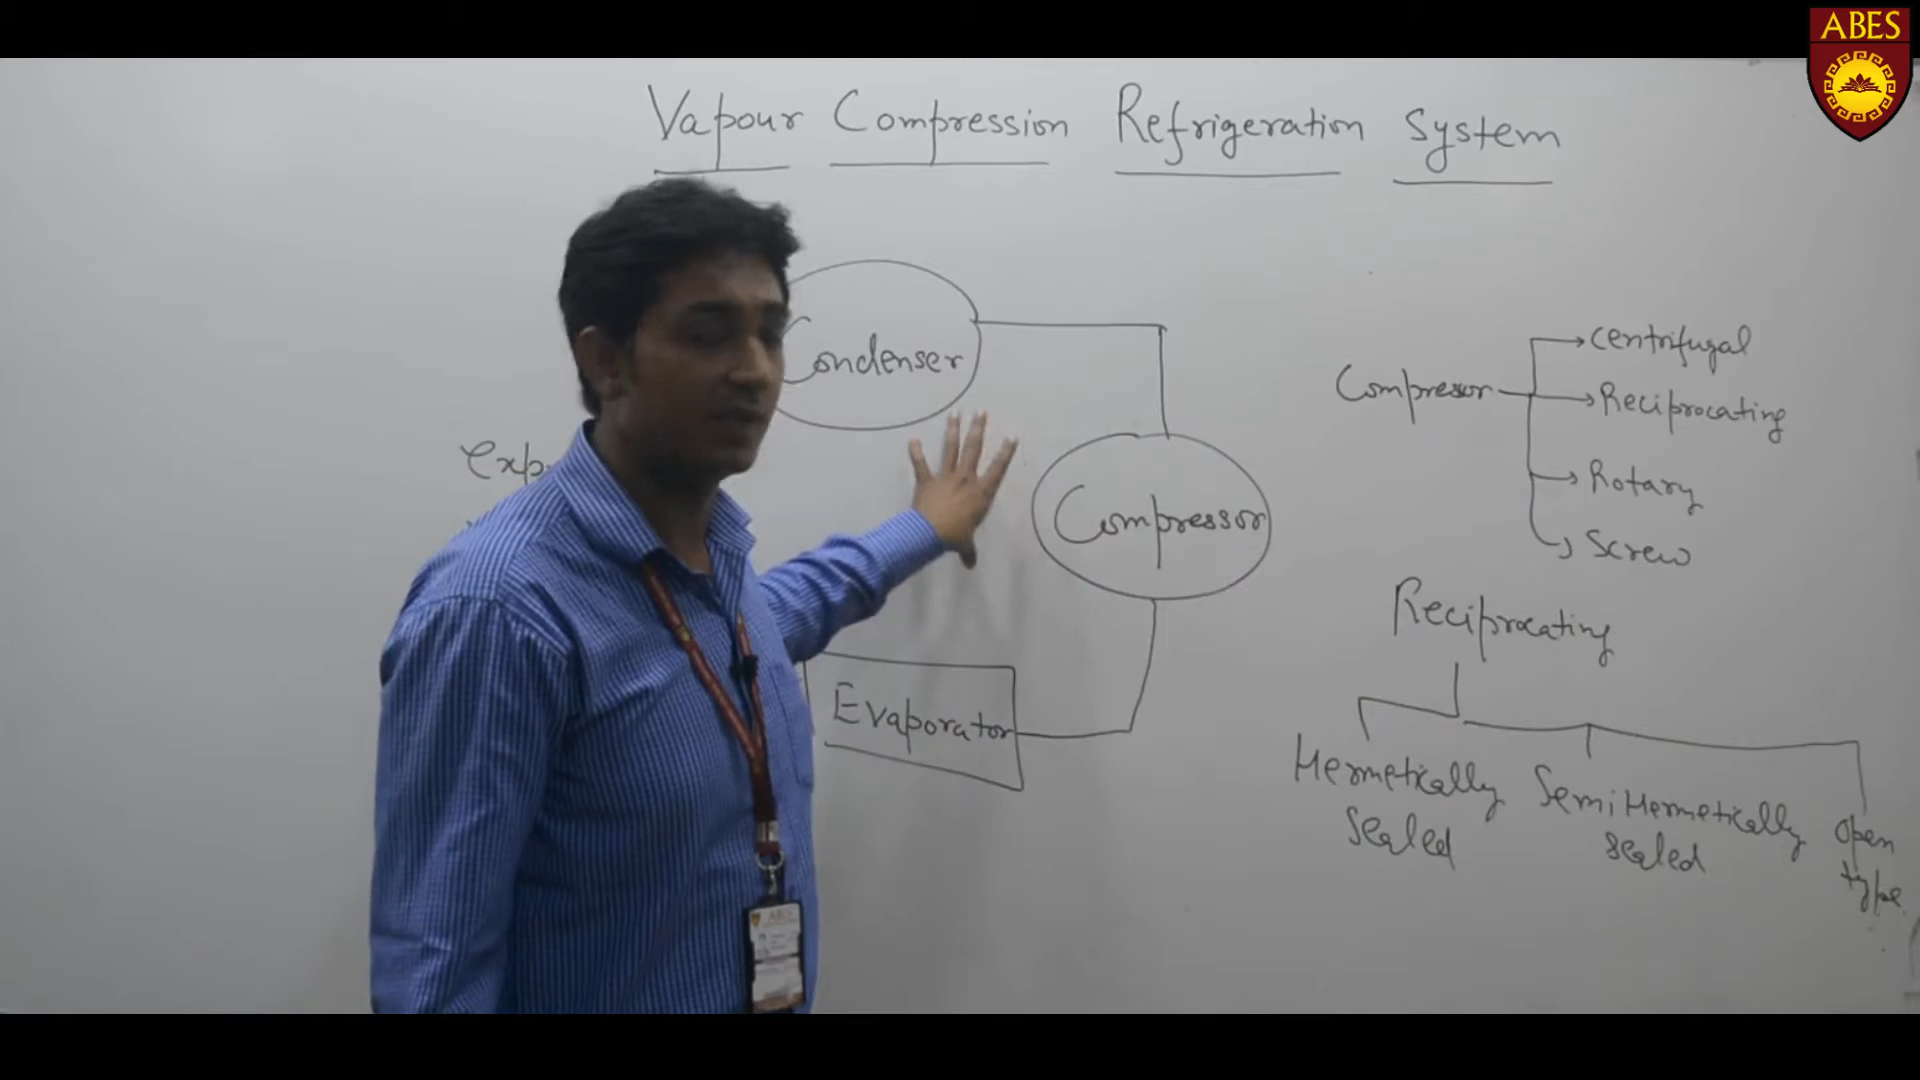 ABES
Vapour Compression Refrigeration System
Condenser
Compressor
Evaporator
Compressor
Centrifugal
Reciprocating
Rotary
Screw
Reciprocating
Hermetically
Sealed
Semi Hermetically
Sealed
Open
type
ABES